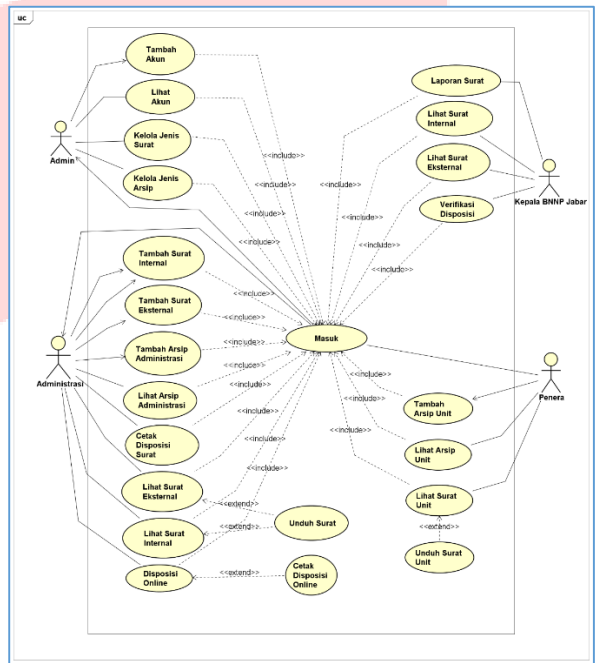 uc
Tambah
Akun
Lihat
Akun
Kelola Jenis
Surat
Kelola Jenis
Arsip
Admin
Laporan Surat
Lihat Surat
Internal
Lihat Surat
Eksternal
Verifikasi
Disposisi
Kepala BNNP Jabar
<<include>>
<<include>>
<<include>>
<<include>>
<<include>>
<<include>>
<<include>>
<<include>>
Tambah Surat
Internal
Tambah Surat
Eksternal
Tambah Arsip
Administrasi
Lihat Arsip
Administrasi
Cetak
Disposisi
Surat
Lihat Surat
Eksternal
Lihat Surat
Internal
Disposisi
Online
Administrasi
<<include>>
<<include>>
<<include>>
<<include>>
<<include>>
<<include>>
<<include>>
<<include>>
Masuk
<<extend>>
<<extend>>
<<extend>>
Unduh Surat
Cetak
Disposisi
Online
<<include>>
<<include>>
<<include>>
Tambah
Arsip Unit
Lihat Arsip
Unit
Lihat Surat
Unit
<<extend>>
Unduh Surat
Unit
Penera